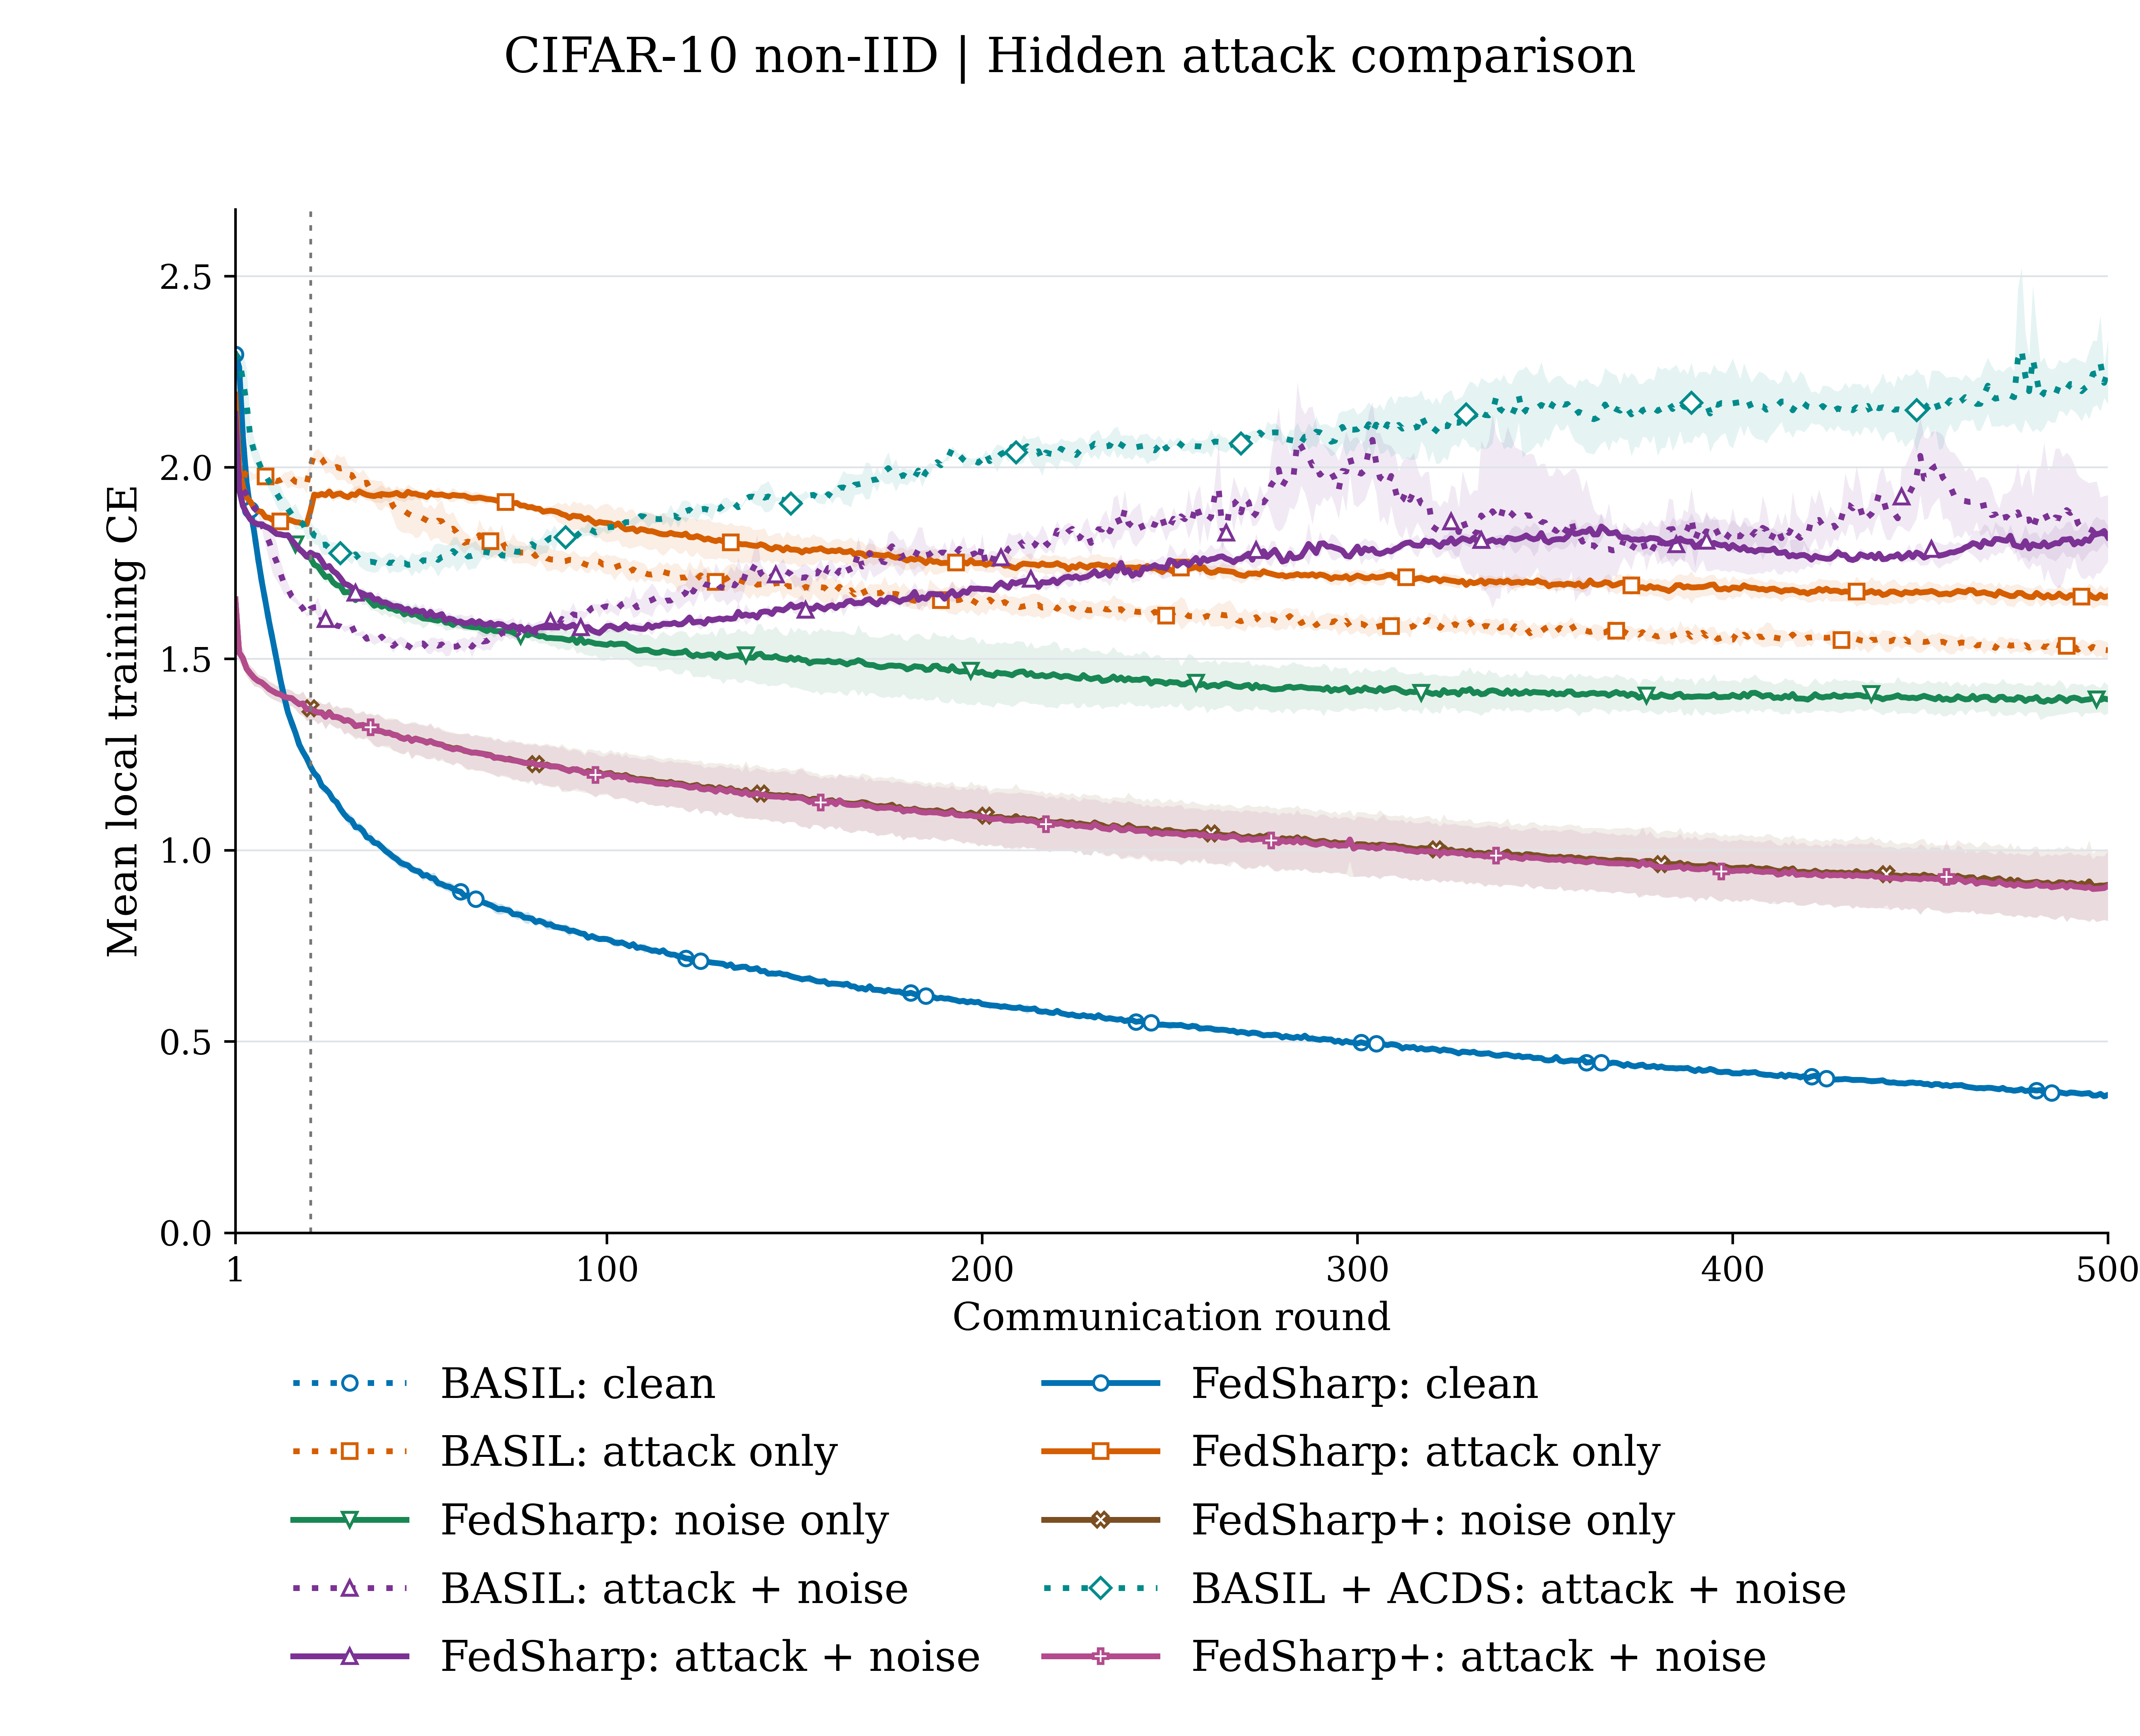 CIFAR-10 non-IID | Hidden attack comparison
Mean local training CE
2.5
2.0
1.5
1.0
0.5
0.0
1 100 200 300 400 500
Communication round
BASIL: clean
FedSharp: clean
BASIL: attack only
FedSharp: attack only
FedSharp: noise only
FedSharp+: noise only
BASIL: attack + noise
BASIL + ACDS: attack + noise
FedSharp: attack + noise
FedSharp+: attack + noise